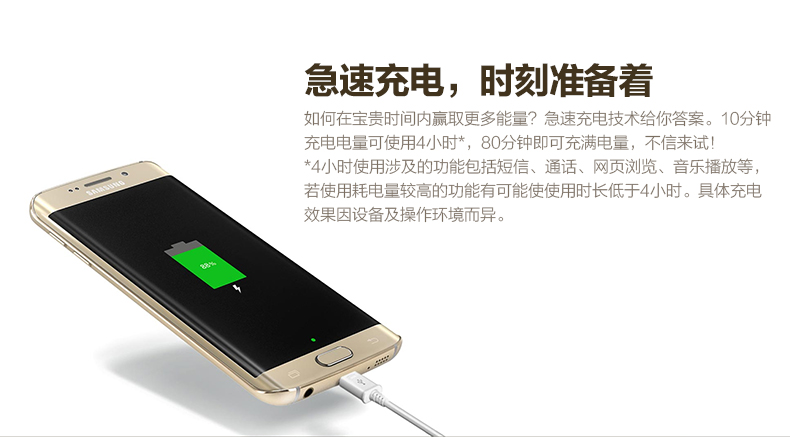 急速充电，时刻准备着
如何在宝贵时间内赢取更多能量？急速充电技术给你答案。10分钟
充电电量可使用4小时*，80分钟即可充满电量，不信来试！
*4小时使用涉及的功能包括短信、通话、网页浏览、音乐播放等，
若使用耗电量较高的功能有可能使使用时长低于4小时。具体充电
效果因设备及操作环境而异。
SAMSUNG
88%